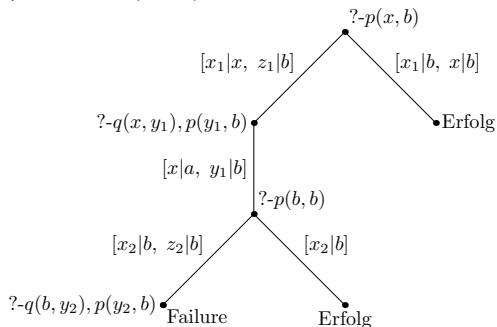 ?-p(x, b)
[x₁|x, z₁|b]
[x₁|b, x|b]
?-q(x, y₁), p(y₁, b)
Erfolg
[x|a, y₁|b]
?-p(b, b)
[x₂|b, z₂|b]
[x₂|b]
?-q(b, y₂), p(y₂, b)
Failure
Erfolg